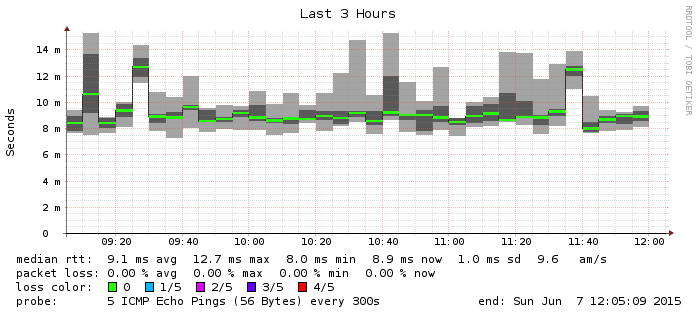 Last 3 Hours
RRDTOOL / TOBI OETIKER
Seconds
14 m
12 m
10 m
8 m
6 m
4 m
2 m
0
09:20 09:40 10:00 10:20 10:40 11:00 11:20 11:40 12:00
median rtt: 9.1 ms avg 12.7 ms max 8.0 ms min 8.9 ms now 1.0 ms sd 9.6 am/s
packet loss: 0.00 % avg 0.00 % max 0.00 % min 0.00 % now
loss color: 0 1/5 2/5 3/5 4/5
probe: 5 ICMP Echo Pings (56 Bytes) every 300s end: Sun Jun 7 12:05:09 2015